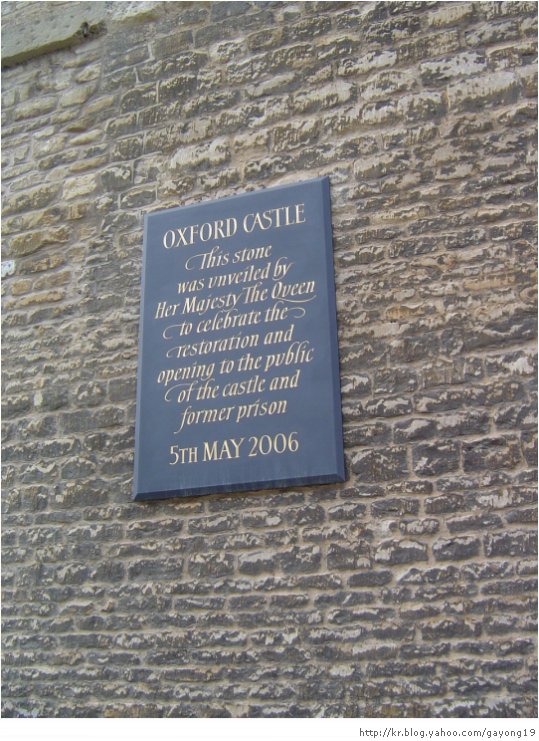 OXFORD CASTLE
This stone
was unveiled by
Her Majesty The Queen
to celebrate the
restoration and
opening to the public
of the castle and
former prison
5TH MAY 2006
http://kr.blog.yahoo.com/gayong19